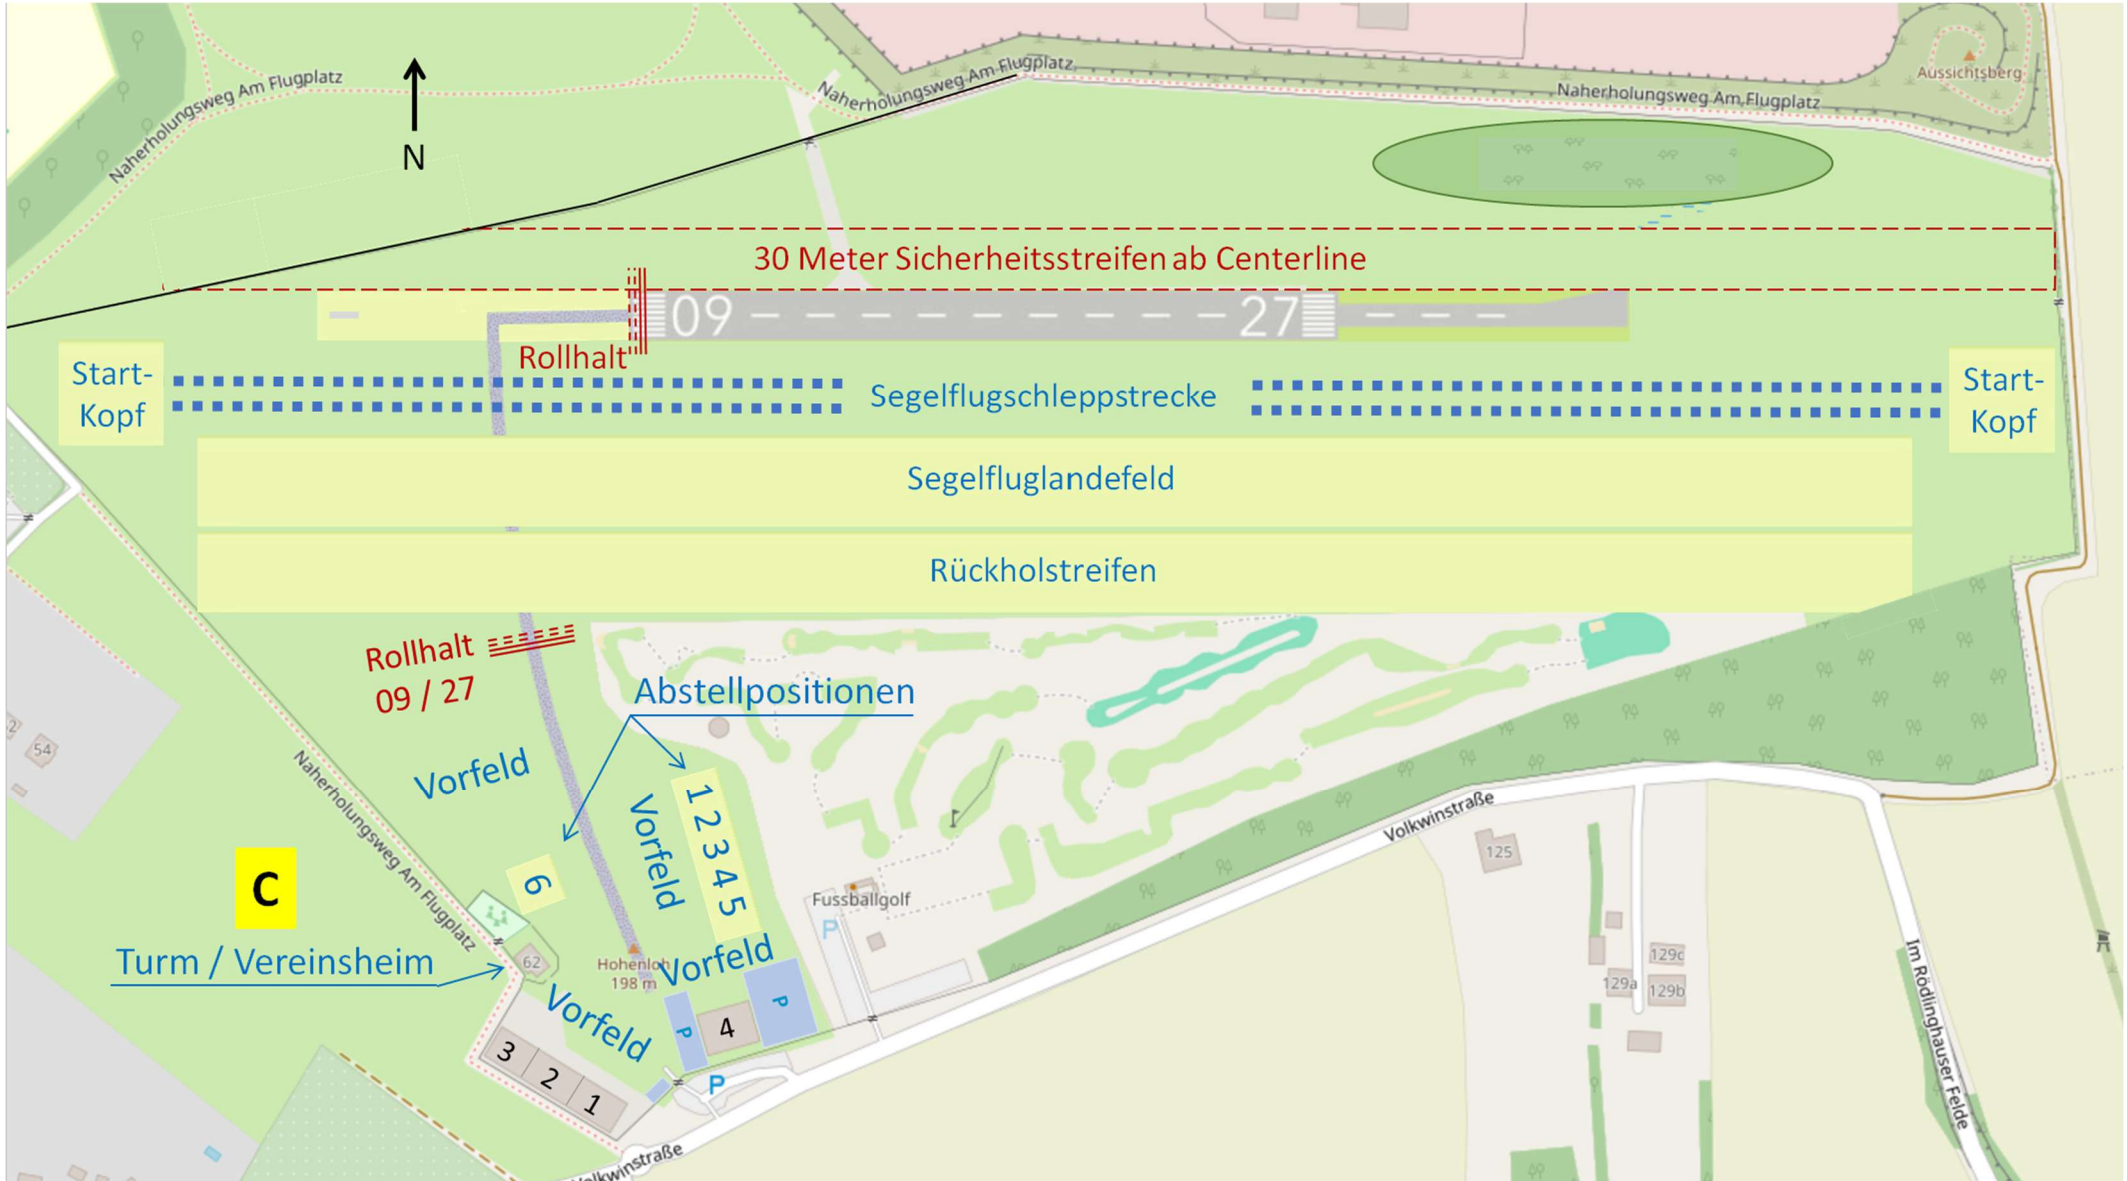 Naherholungsweg Am Flugplatz
N
Naherholungsweg Am Flugplatz
Naherholungsweg Am Flugplatz
Aussichtsberg
30 Meter Sicherheitsstreifen ab Centerline
09
27
Rollhalt
Start-
Kopf
Segelflugschleppstrecke
Start-
Kopf
Segelfluglandefeld
Rückholstreifen
Rollhalt
09 / 27
Abstellpositionen
54
2
Vorfeld
Vorfeld
1 2 3 4 5
6
Naherholungsweg Am Flugplatz
C
Turm / Vereinsheim
62
Hohenloh
198 m
Vorfeld
Vorfeld
P
4
P
3
2
1
P
Fussballgolf
P
Volkwinstraße
Volkwinstraße
125
129c
129a
129b
Im Rödlinghauser Felde